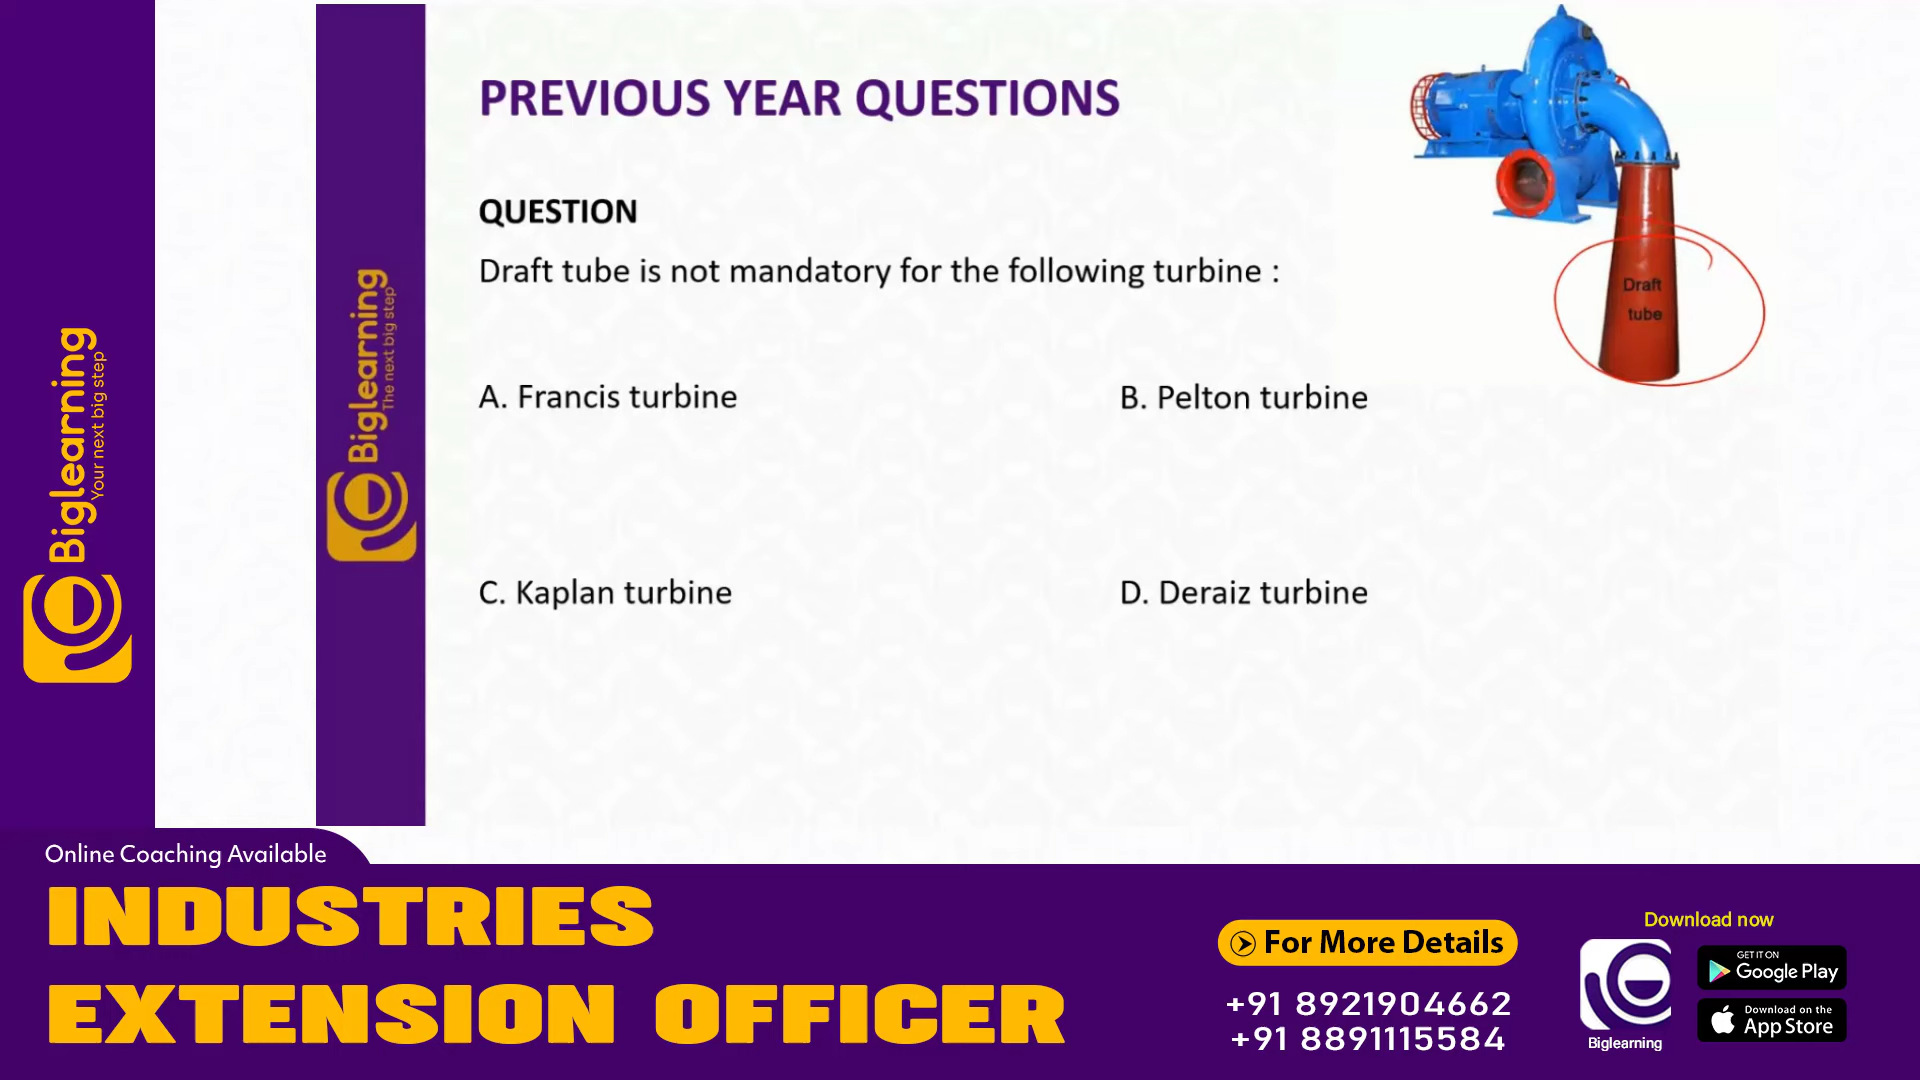 PREVIOUS YEAR QUESTIONS
QUESTION
Draft tube is not mandatory for the following turbine :
Draft
tube
A. Francis turbine
B. Pelton turbine
C. Kaplan turbine
D. Deraiz turbine
Biglearning
Your next big step
Biglearning
The next big step
Online Coaching Available
INDUSTRIES
EXTENSION OFFICER
For More Details
+91 8921904662
+91 8891115584
Download now
Biglearning
GET IT ON
Google Play
Download on the
App Store